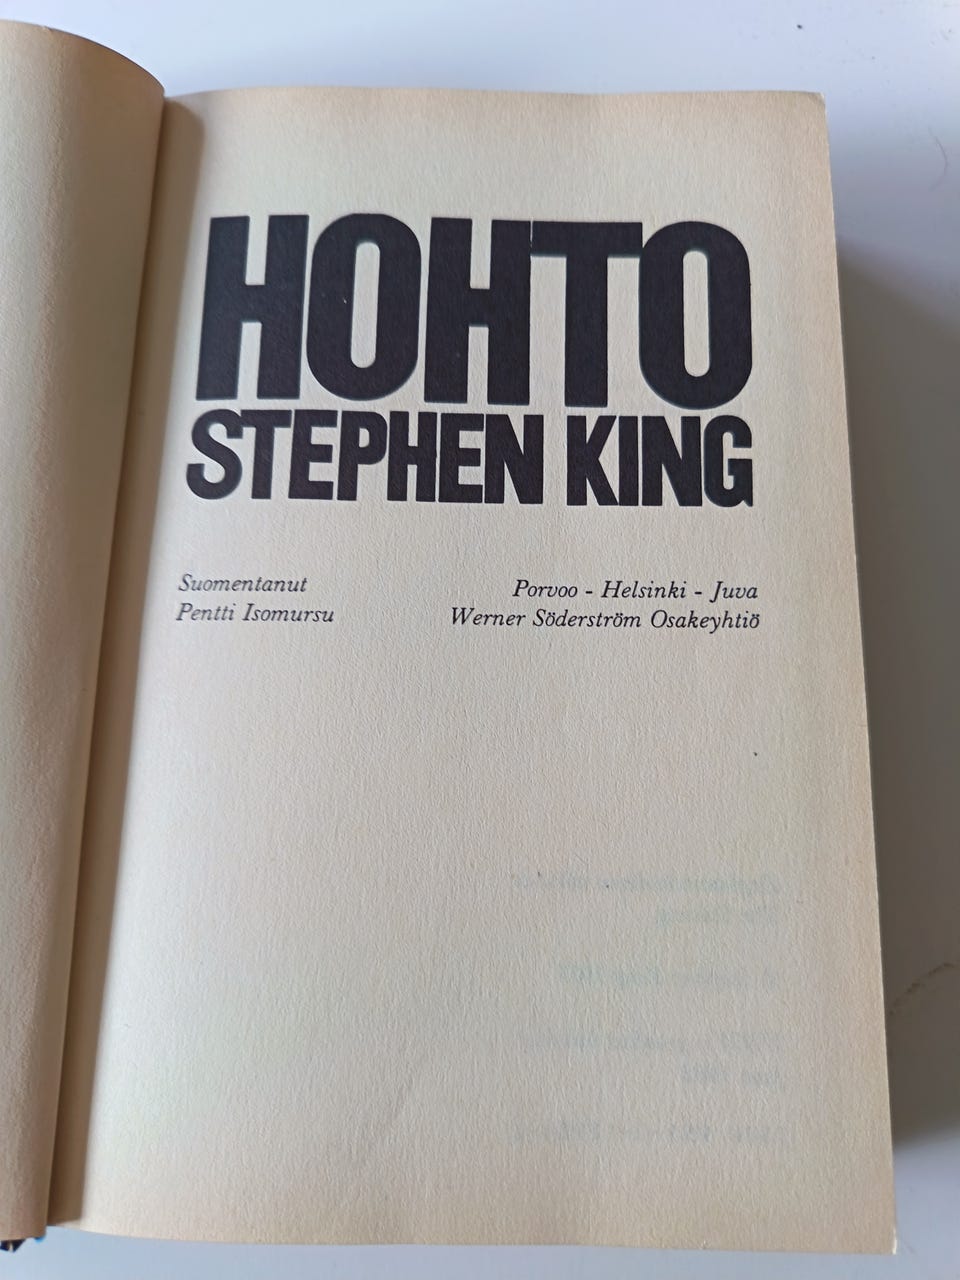 HOHTO
STEPHEN KING
Suomentanut
Pentti Isomursu
Porvoo - Helsinki - Juva
Werner Söderström Osakeyhtiö